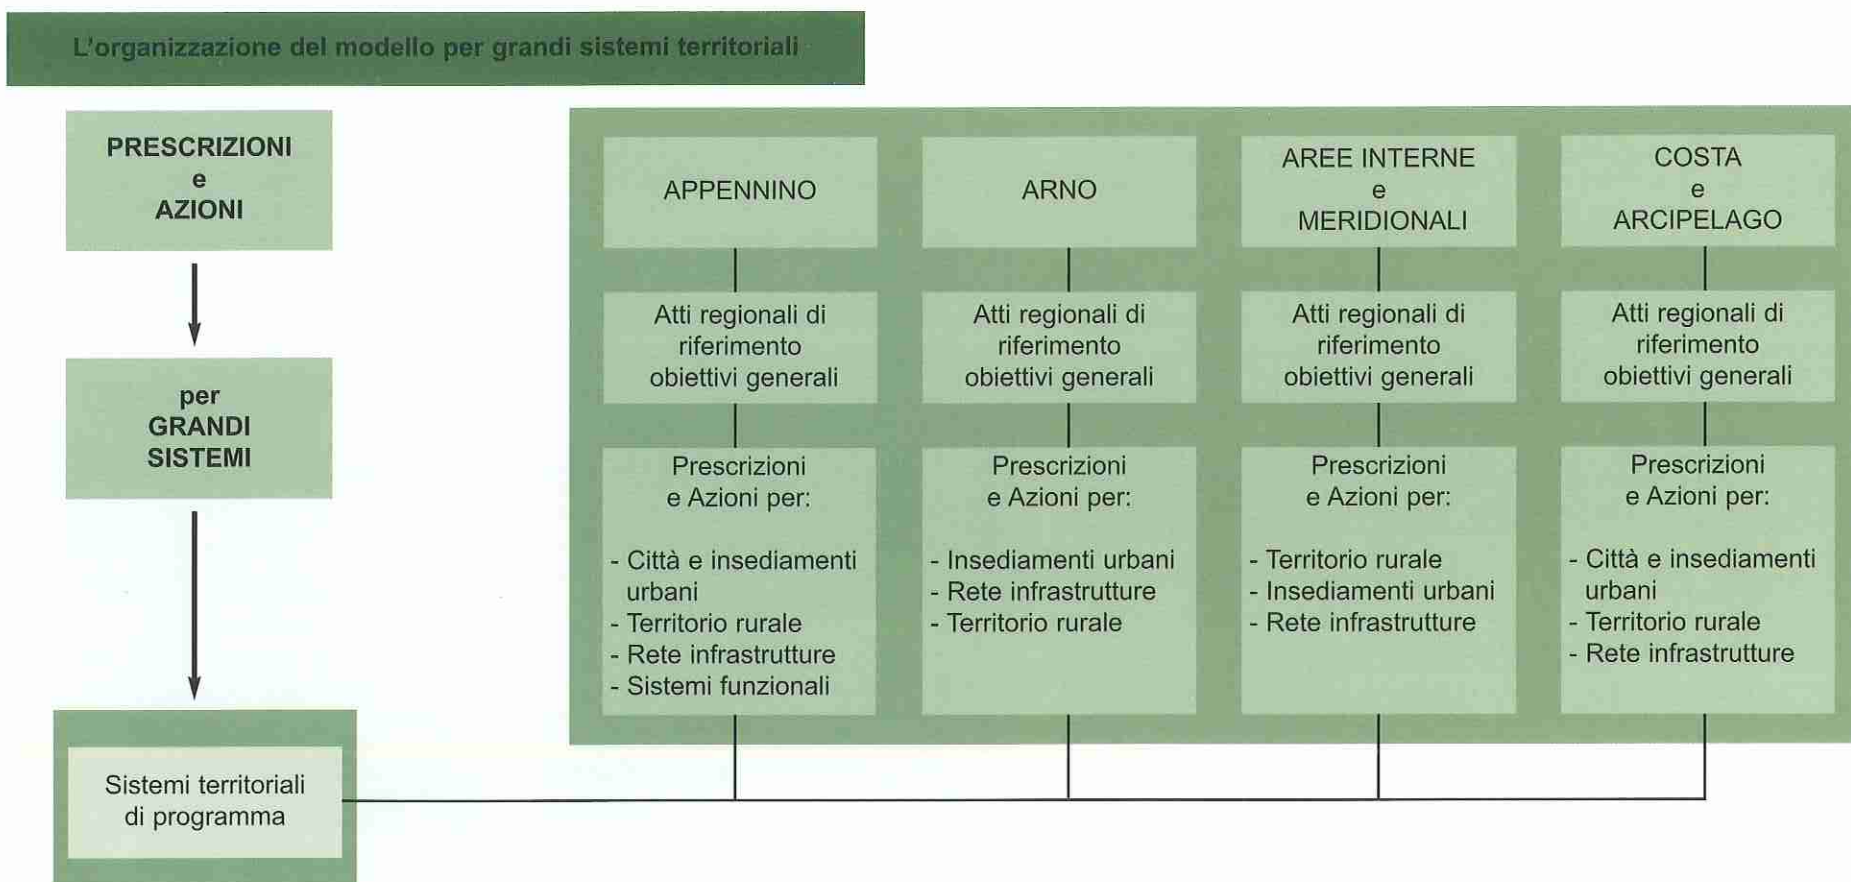 L'organizzazione del modello per grandi sistemi territoriali
PRESCRIZIONI
e
AZIONI
per
GRANDI
SISTEMI
Sistemi territoriali
di programma
APPENNINO
Atti regionali di
riferimento
obiettivi generali
Prescrizioni
e Azioni per:
- Città e insediamenti
urbani
- Territorio rurale
- Rete infrastrutture
- Sistemi funzionali
ARNO
Atti regionali di
riferimento
obiettivi generali
Prescrizioni
e Azioni per:
- Insediamenti urbani
- Rete infrastrutture
- Territorio rurale
AREE INTERNE
e
MERIDIONALI
Atti regionali di
riferimento
obiettivi generali
Prescrizioni
e Azioni per:
- Territorio rurale
- Insediamenti urbani
- Rete infrastrutture
COSTA
e
ARCIPELAGO
Atti regionali di
riferimento
obiettivi generali
Prescrizioni
e Azioni per:
- Città e insediamenti
urbani
- Territorio rurale
- Rete infrastrutture